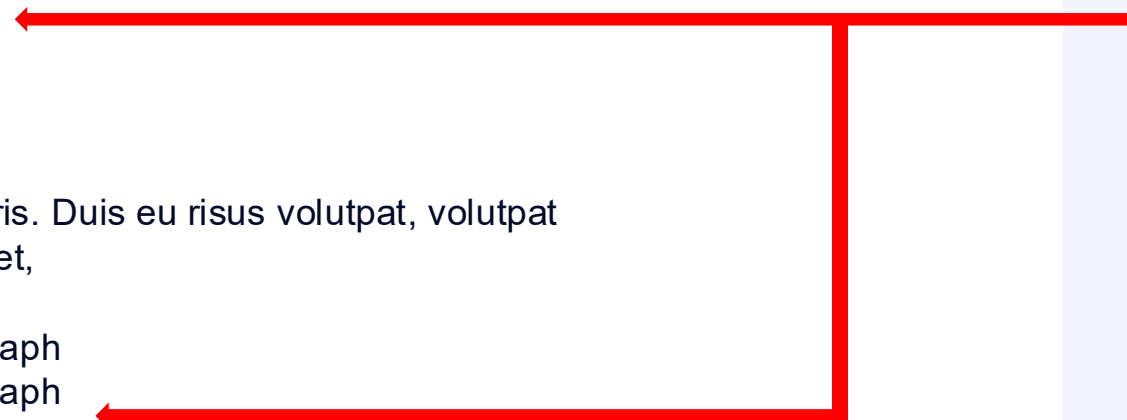 ris. Duis eu risus volutpat, volutpat
et,
aph
aph